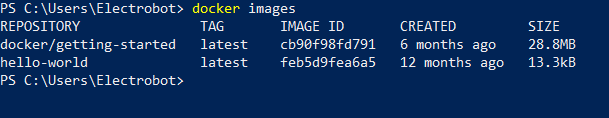 PS C:\Users\Electrobot> docker images
REPOSITORY TAG IMAGE ID CREATED SIZE
docker/getting-started latest cb90f98fd791 6 months ago 28.8MB
hello-world latest feb5d9fea6a5 12 months ago 13.3kB
PS C:\Users\Electrobot>